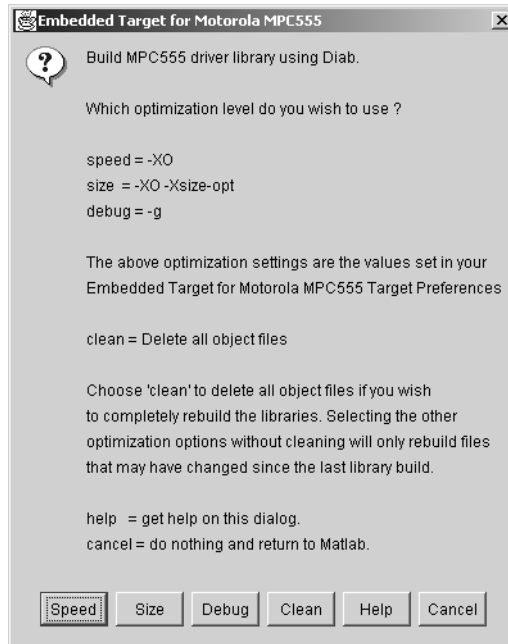 Embedded Target for Motorola MPC555
Build MPC555 driver library using Diab.
Which optimization level do you wish to use ?
speed = -XO
size = -XO -Xsize-opt
debug = -g
The above optimization settings are the values set in your
Embedded Target for Motorola MPC555 Target Preferences
clean = Delete all object files
Choose 'clean' to delete all object files if you wish
to completely rebuild the libraries. Selecting the other
optimization options without cleaning will only rebuild files
that may have changed since the last library build.
help = get help on this dialog.
cancel = do nothing and return to Matlab.
Speed Size Debug Clean Help Cancel